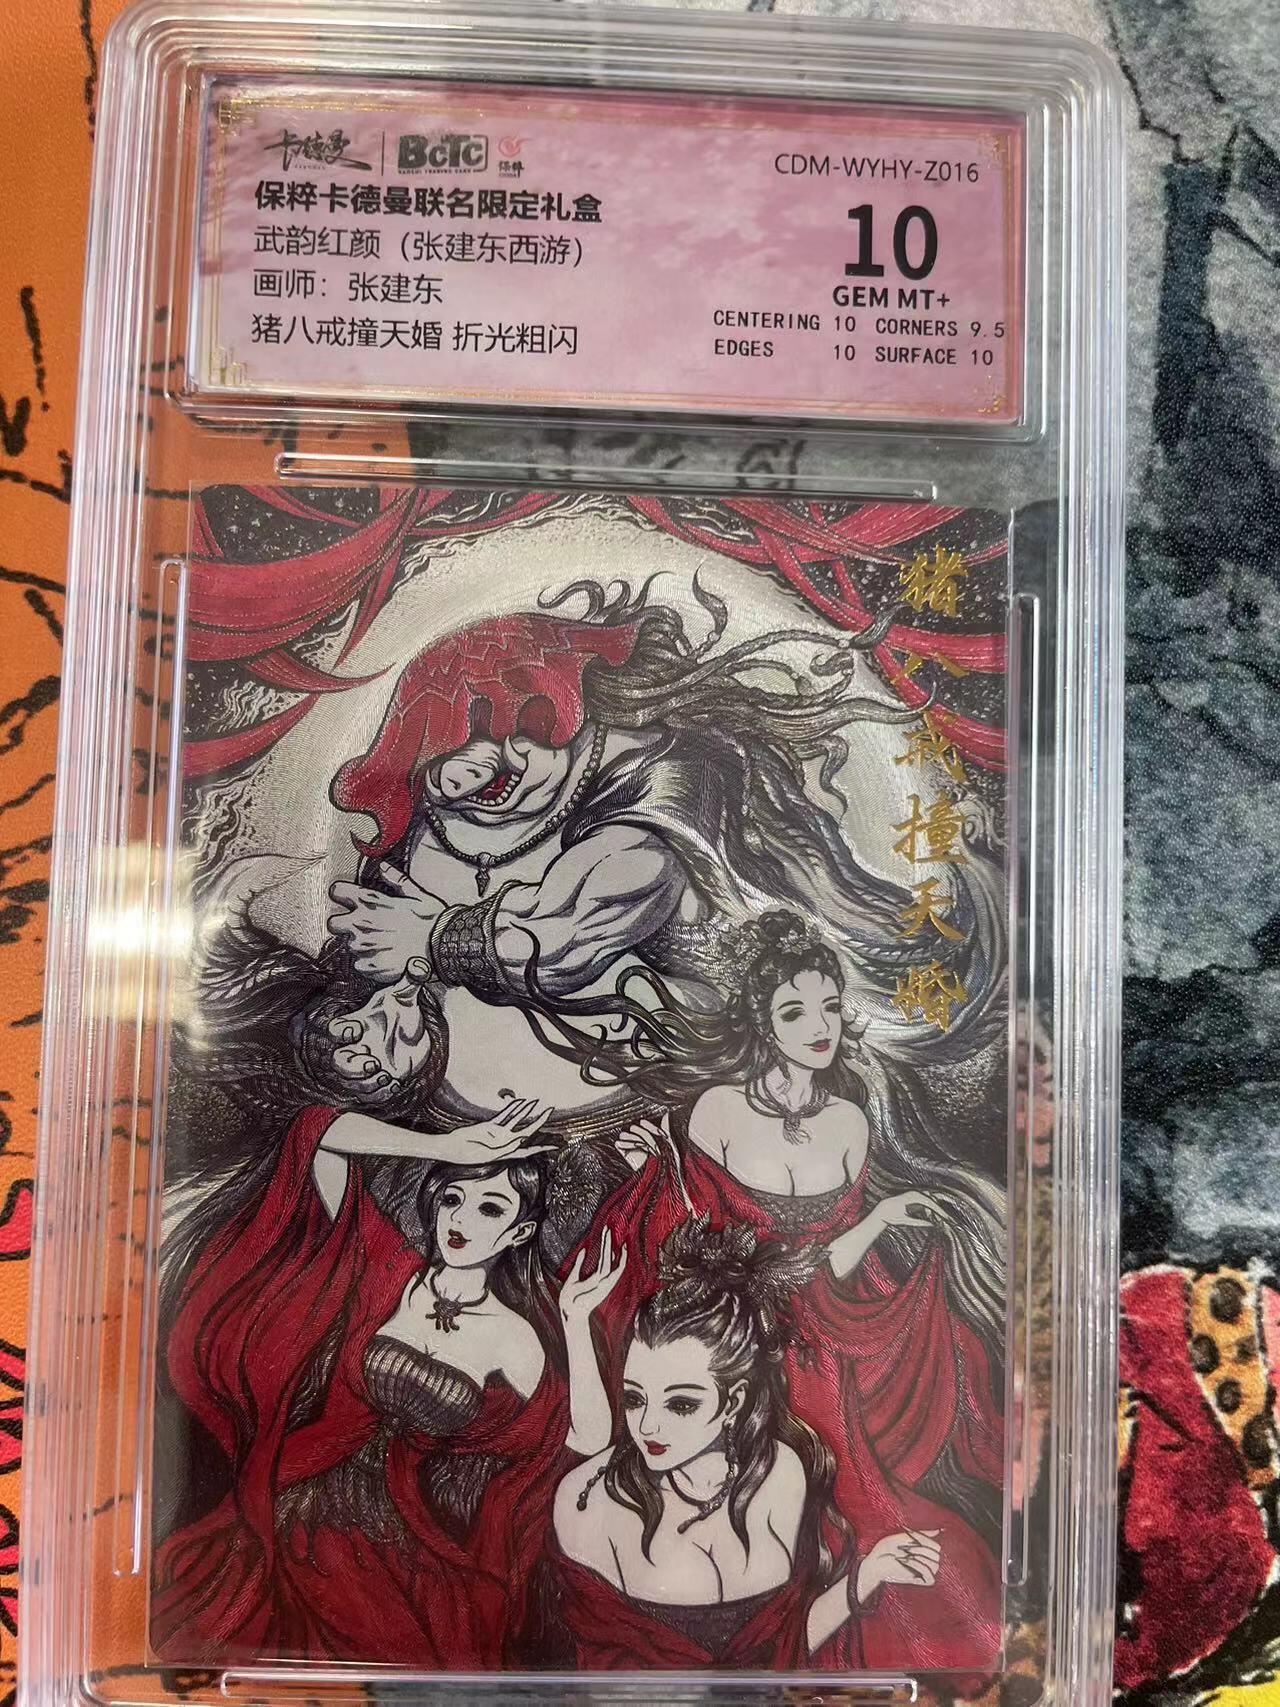 卡德曼 BCTC 保粹
CDM-WYHY-Z016
保粹卡德曼联名限定礼盒
武韵红颜（张建东西游）
画师：张建东
猪八戒撞天婚 折光粗闪
10
GEM MT+
CENTERING 10 CORNERS 9.5
EDGES 10 SURFACE 10
猪八戒撞天婚